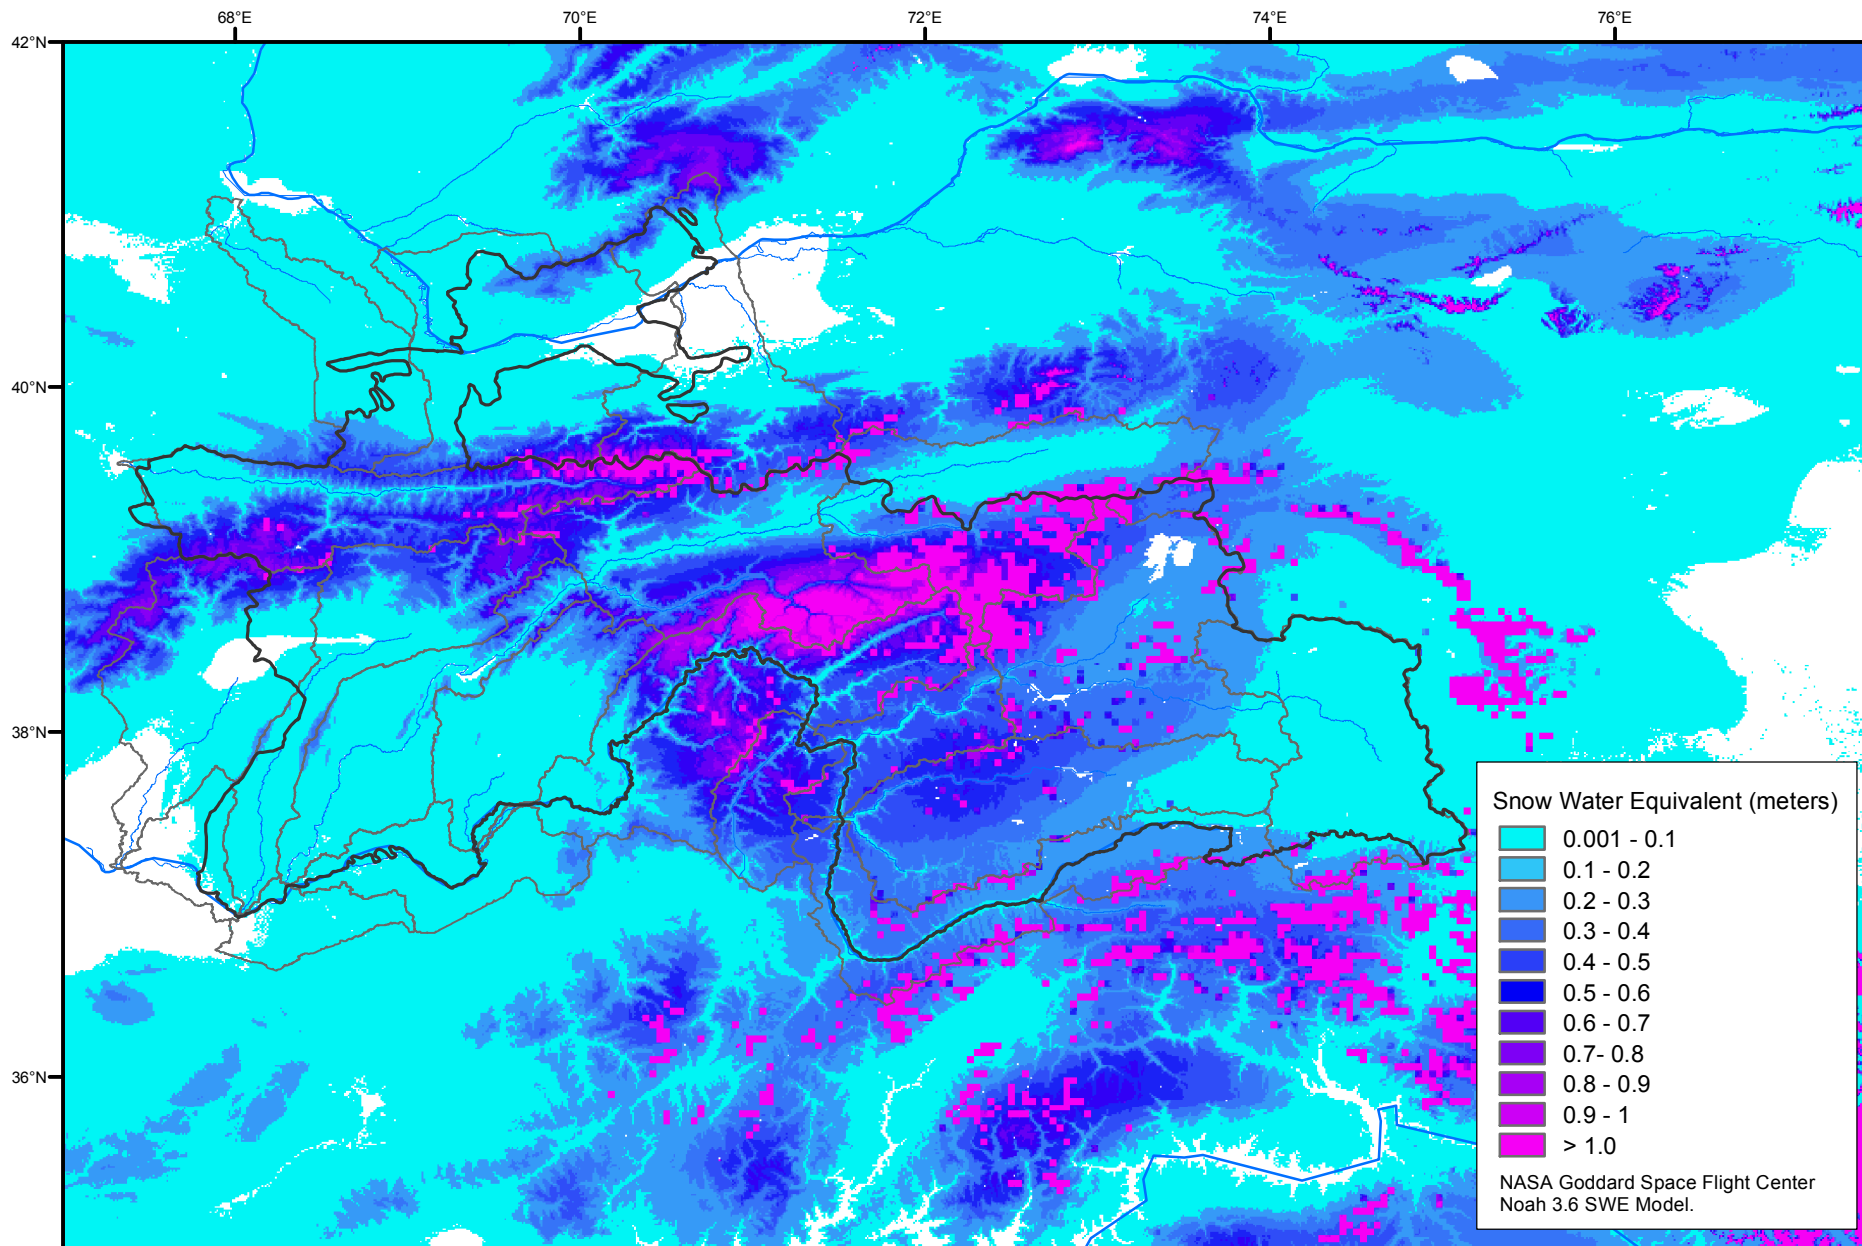 68°E
70°E
72°E
74°E
76°E
42°N
40°N
38°N
36°N
Snow Water Equivalent (meters)
0.001 - 0.1
0.1 - 0.2
0.2 - 0.3
0.3 - 0.4
0.4 - 0.5
0.5 - 0.6
0.6 - 0.7
0.7- 0.8
0.8 - 0.9
0.9 - 1
> 1.0
NASA Goddard Space Flight Center
Noah 3.6 SWE Model.